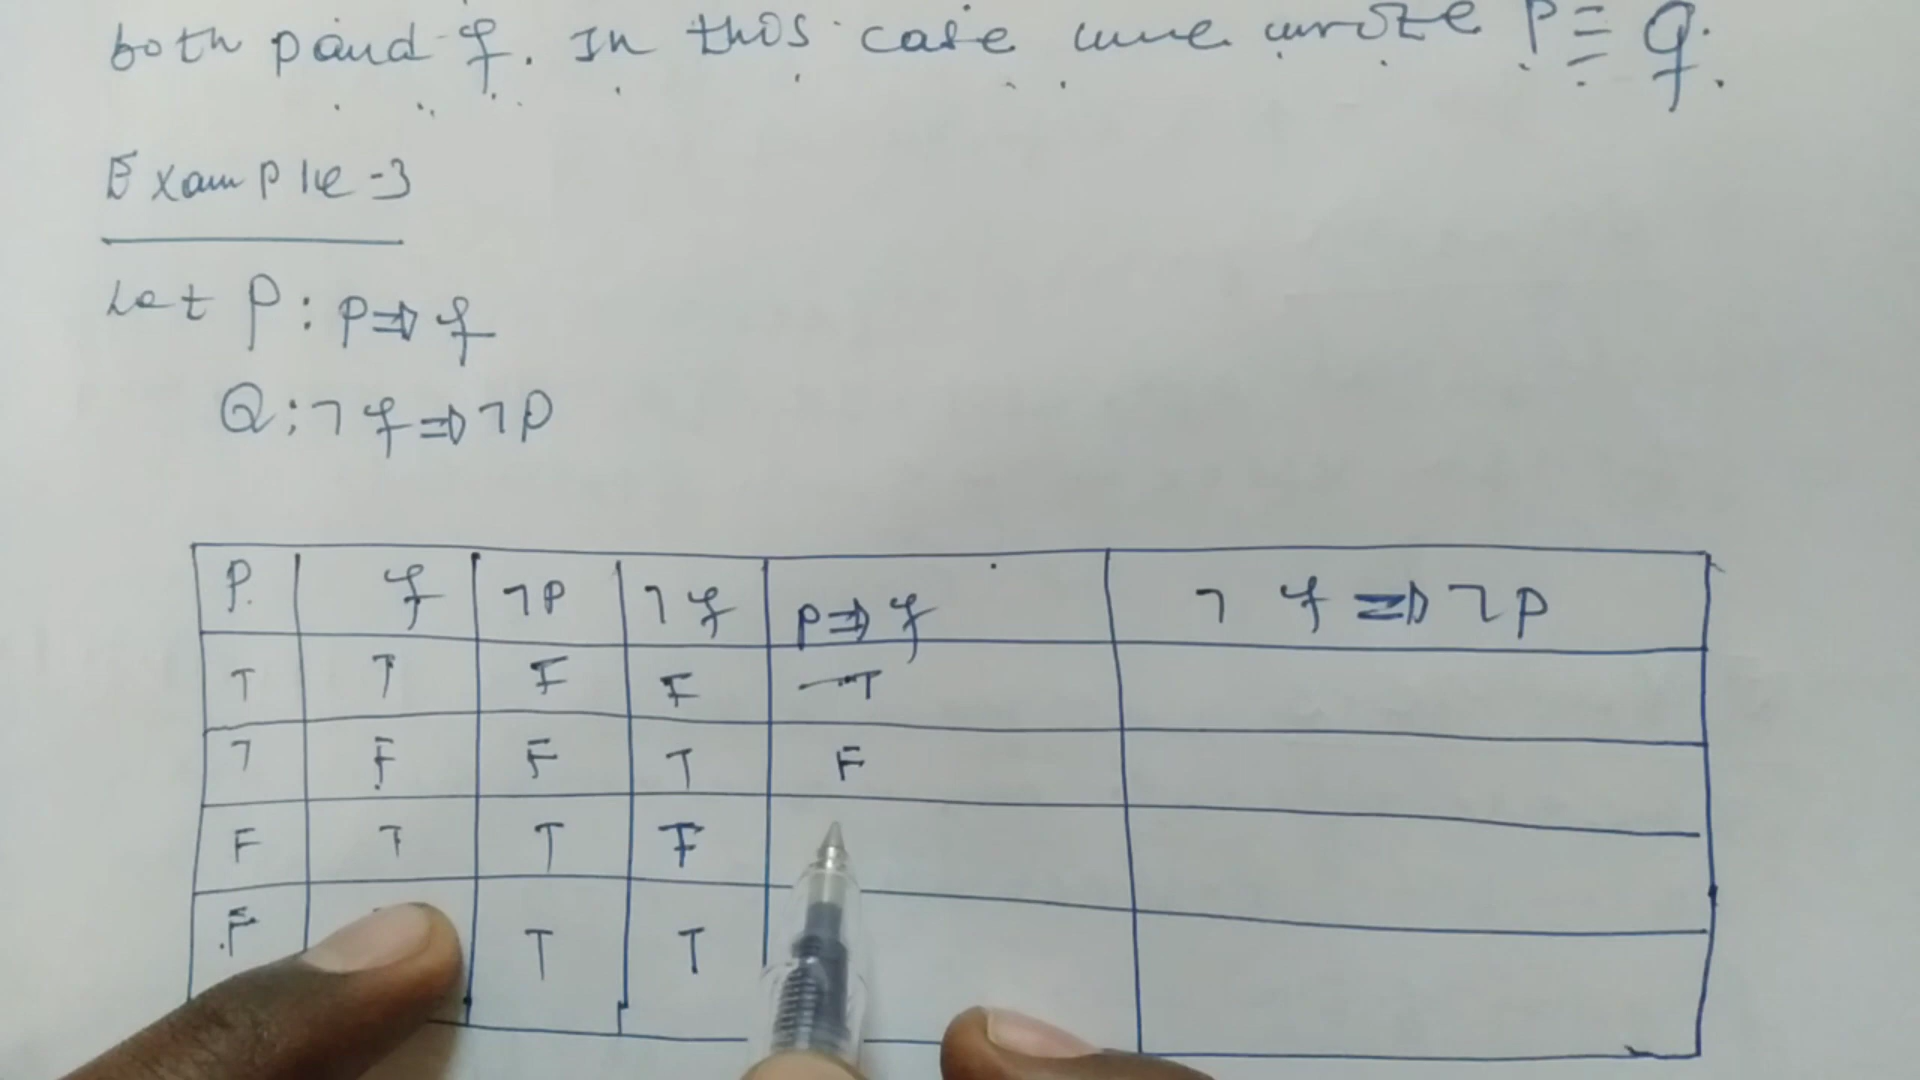 both p and q. In this case we write P ≡ Q.
Example-3
Let P: p⇒q
Q: ¬q⇒¬p
P. q ¬P ¬q p⇒q ¬q⇒¬p
T T F F T
T F F T F
F T T F
F T T